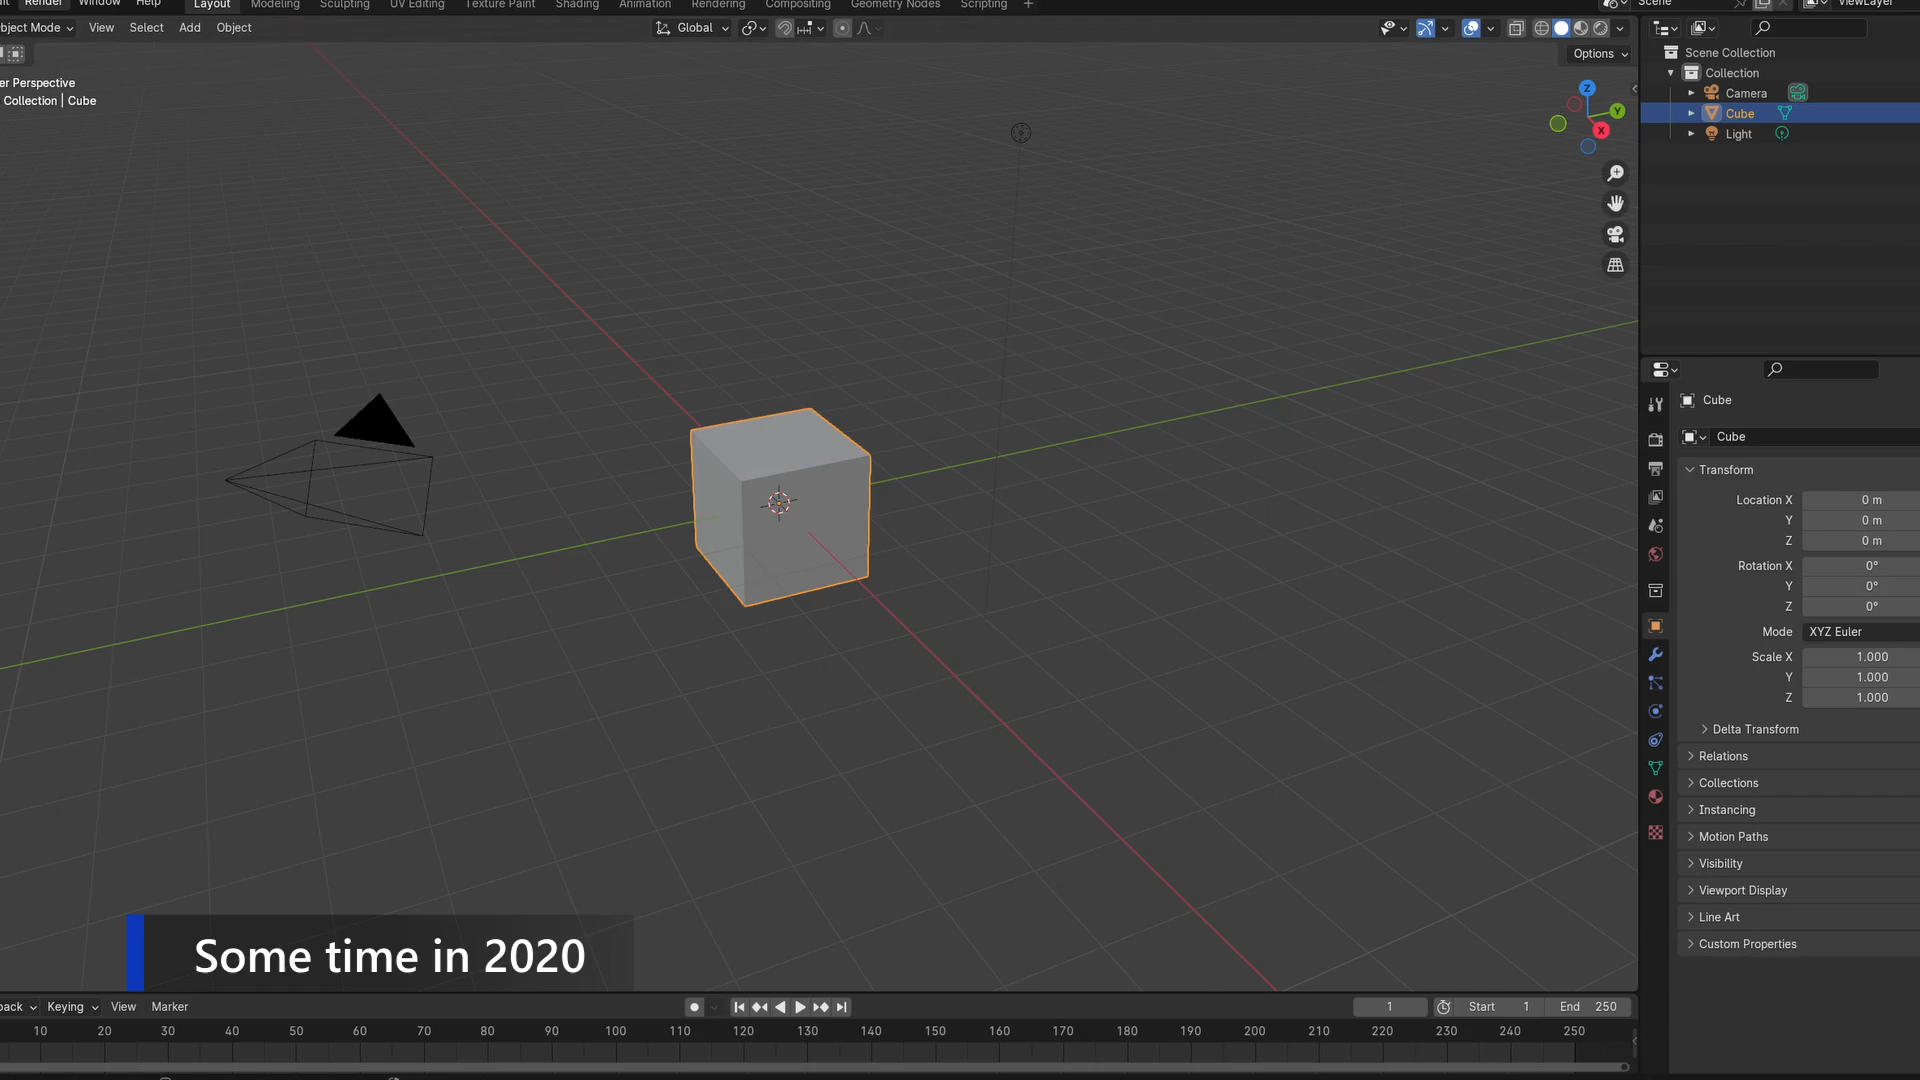 Render Window Help Layout Modeling Sculpting UV Editing Texture Paint Shading Animation Rendering Compositing Geometry Nodes Scripting + Scene ViewLayer
bject Mode View Select Add Object Global
Options
er Perspective
Collection | Cube
Z
Y
X
Scene Collection
Collection
Camera
Cube
Light
Cube
Cube
Transform
Location X 0 m
Y 0 m
Z 0 m
Rotation X 0°
Y 0°
Z 0°
Mode XYZ Euler
Scale X 1.000
Y 1.000
Z 1.000
Delta Transform
Relations
Collections
Instancing
Motion Paths
Visibility
Viewport Display
Line Art
Custom Properties
Some time in 2020
back Keying View Marker 1 Start 1 End 250
10 20 30 40 50 60 70 80 90 100 110 120 130 140 150 160 170 180 190 200 210 220 230 240 250